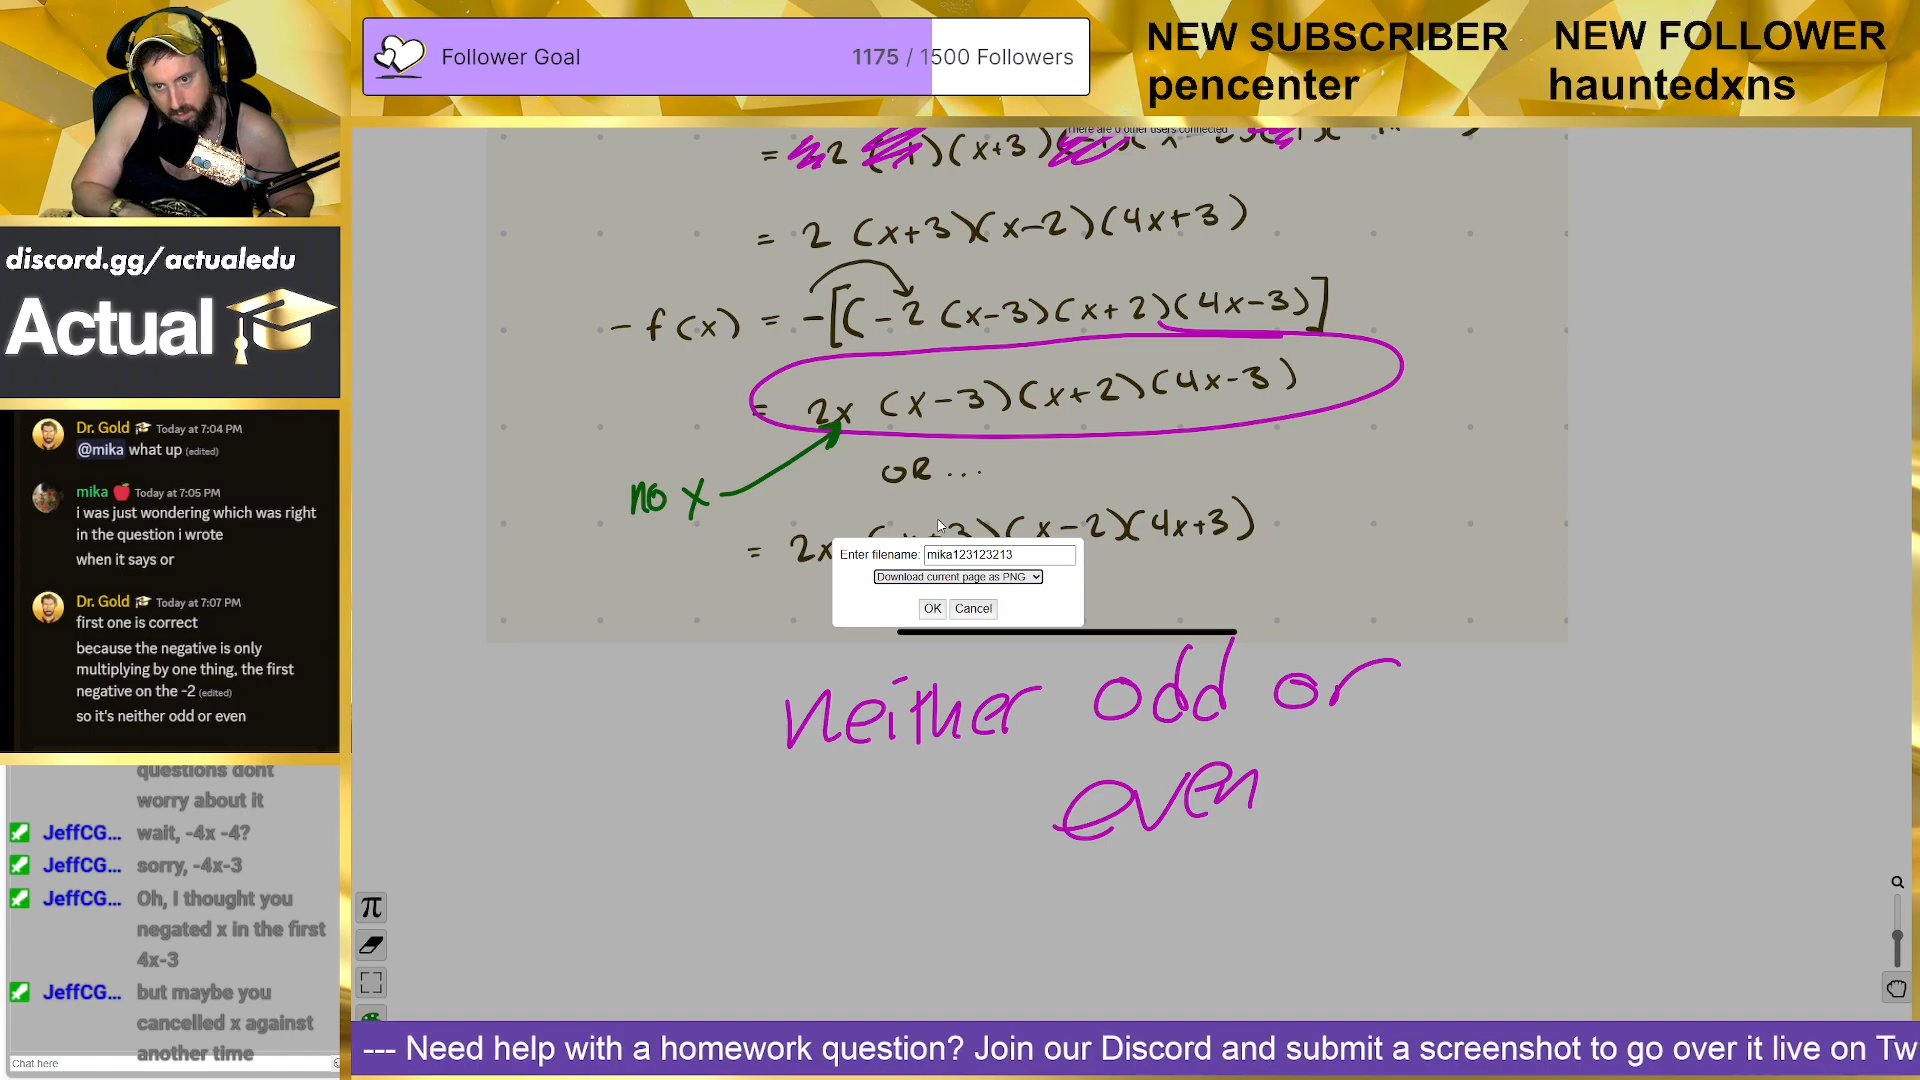 Follower Goal
1175 / 1500 Followers
NEW SUBSCRIBER
pencenter
NEW FOLLOWER
hauntedxns
There are 0 other users connected
= 2 (x+3)
= 2 (x+3)(x-2)(4x+3)
-f(x) = -[(-2(x-3)(x+2)(4x-3)]
= 2x (x-3)(x+2)(4x-3)
OR ...
no x
= 2x (x-2)(4x+3)
Enter filename: mika123123213
Download current page as PNG
OK Cancel
neither odd or
even
discord.gg/actualedu
Actual
Dr. Gold Today at 7:04 PM
@mika what up (edited)
mika Today at 7:05 PM
i was just wondering which was right
in the question i wrote
when it says or
Dr. Gold Today at 7:07 PM
first one is correct
because the negative is only
multiplying by one thing, the first
negative on the -2 (edited)
so it's neither odd or even
questions dont
worry about it
JeffCG... wait, -4x -4?
JeffCG... sorry, -4x-3
JeffCG... Oh, I thought you
negated x in the first
4x-3
JeffCG... but maybe you
cancelled x against
another time
Chat here
π
--- Need help with a homework question? Join our Discord and submit a screenshot to go over it live on Tw